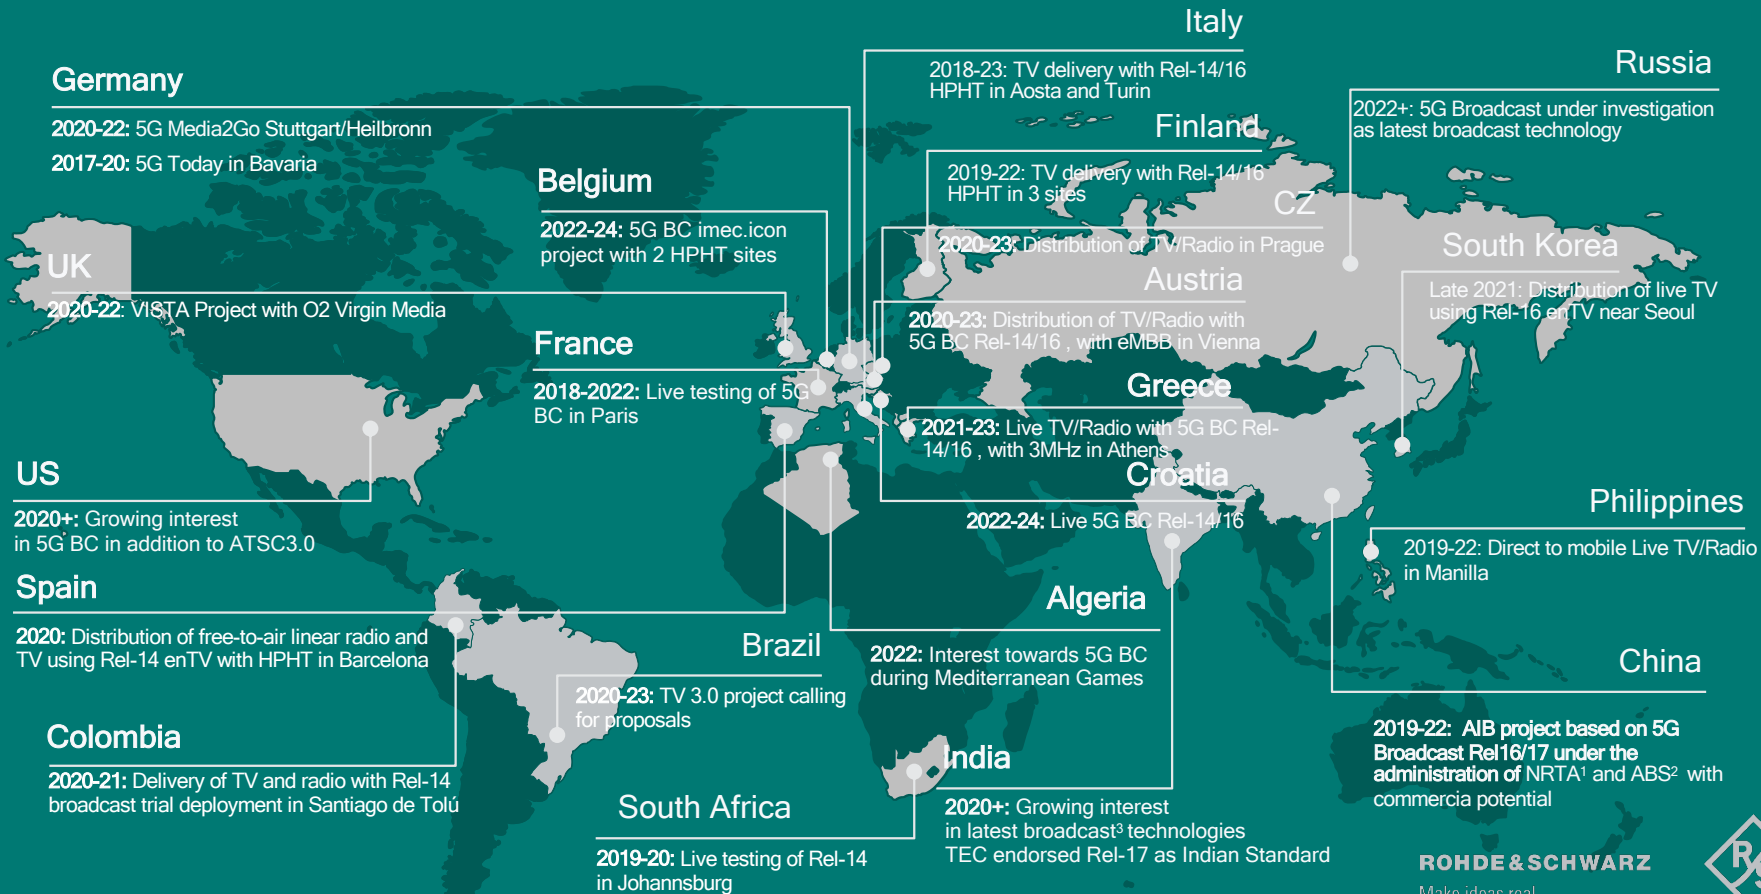 Germany
2020-22: 5G Media2Go Stuttgart/Heilbronn
2017-20: 5G Today in Bavaria
Italy
2018-23: TV delivery with Rel-14/16
HPHT in Aosta and Turin
Russia
2022+: 5G Broadcast under investigation
as latest broadcast technology
Finland
2019-22: TV delivery with Rel-14/16
HPHT in 3 sites
Belgium
2022-24: 5G BC imec.icon
project with 2 HPHT sites
CZ
2020-23: Distribution of TV/Radio in Prague
South Korea
Late 2021: Distribution of live TV
using Rel-16 enTV near Seoul
UK
2020-22: VISTA Project with O2 Virgin Media
Austria
2020-23: Distribution of TV/Radio with
5G BC Rel-14/16 , with eMBB in Vienna
France
2018-2022: Live testing of 5G
BC in Paris
Greece
2021-23: Live TV/Radio with 5G BC Rel-
14/16 , with 3MHz in Athens
Croatia
2022-24: Live 5G BC Rel-14/16
US
2020+: Growing interest
in 5G BC in addition to ATSC3.0
Philippines
2019-22: Direct to mobile Live TV/Radio
in Manilla
Spain
2020: Distribution of free-to-air linear radio and
TV using Rel-14 enTV with HPHT in Barcelona
Algeria
2022: Interest towards 5G BC
during Mediterranean Games
Brazil
2020-23: TV 3.0 project calling
for proposals
China
2019-22: AIB project based on 5G
Broadcast Rel16/17 under the
administration of NRTA¹ and ABS² with
commercia potential
Colombia
2020-21: Delivery of TV and radio with Rel-14
broadcast trial deployment in Santiago de Tolú
India
2020+: Growing interest
in latest broadcast³ technologies
TEC endorsed Rel-17 as Indian Standard
South Africa
2019-20: Live testing of Rel-14
in Johannsburg
ROHDE&SCHWARZ
Make ideas real
R